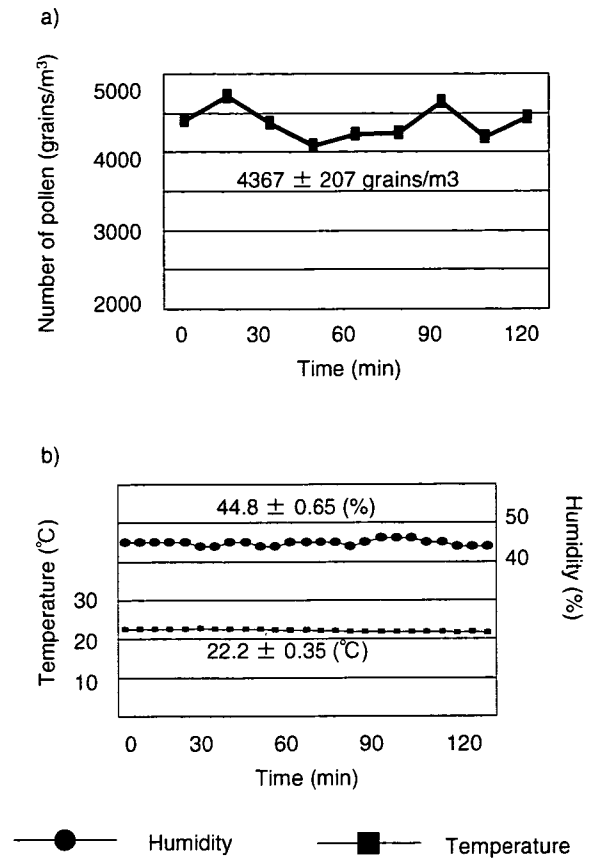 a)
Number of pollen (grains/m³)
5000
4000
3000
2000
4367 ± 207 grains/m3
0 30 60 90 120
Time (min)
b)
Temperature (℃)
30
20
10
44.8 ± 0.65 (%)
22.2 ± 0.35 (℃)
50
40
Humidity (%)
0 30 60 90 120
Time (min)
Humidity Temperature